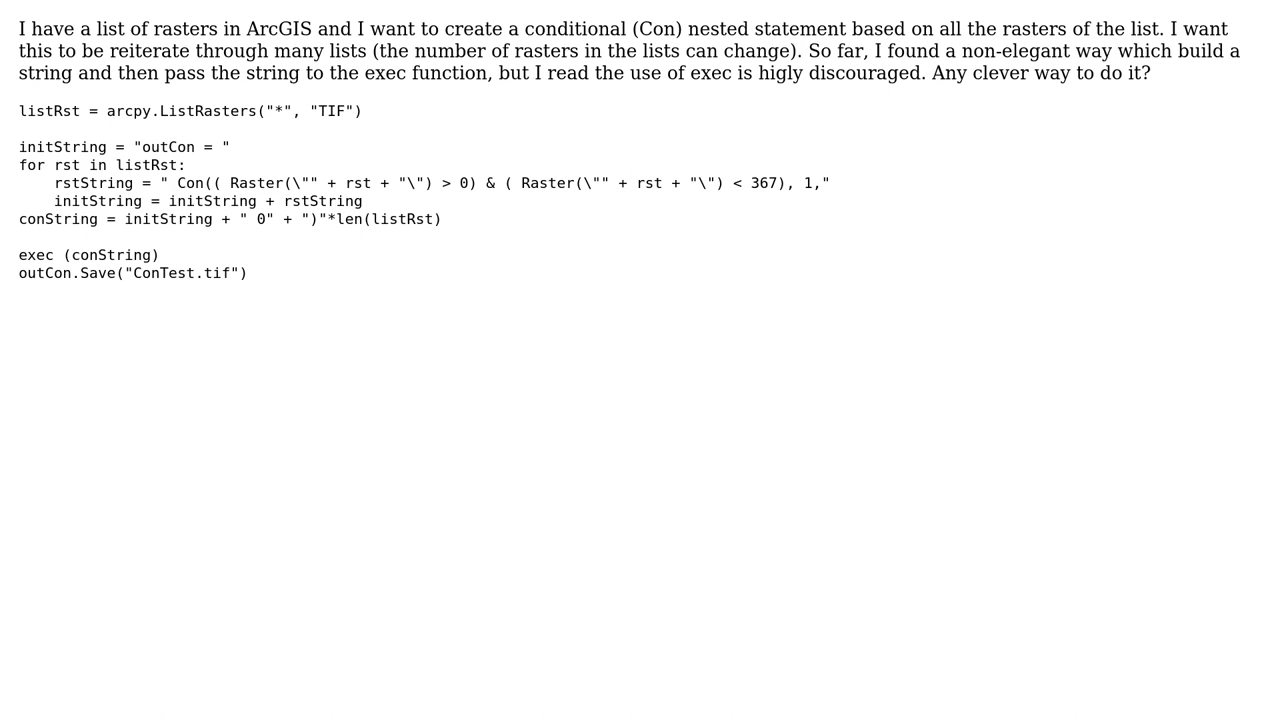 I have a list of rasters in ArcGIS and I want to create a conditional (Con) nested statement based on all the rasters of the list. I want
this to be reiterate through many lists (the number of rasters in the lists can change). So far, I found a non-elegant way which build a
string and then pass the string to the exec function, but I read the use of exec is higly discouraged. Any clever way to do it?
listRst = arcpy.ListRasters("*", "TIF")
initString = "outCon = "
for rst in listRst:
    rstString = " Con(( Raster(\"" + rst + "\") > 0) & ( Raster(\"" + rst + "\") < 367), 1,"
    initString = initString + rstString
conString = initString + " 0" + ")"*len(listRst)
exec (conString)
outCon.Save("ConTest.tif")